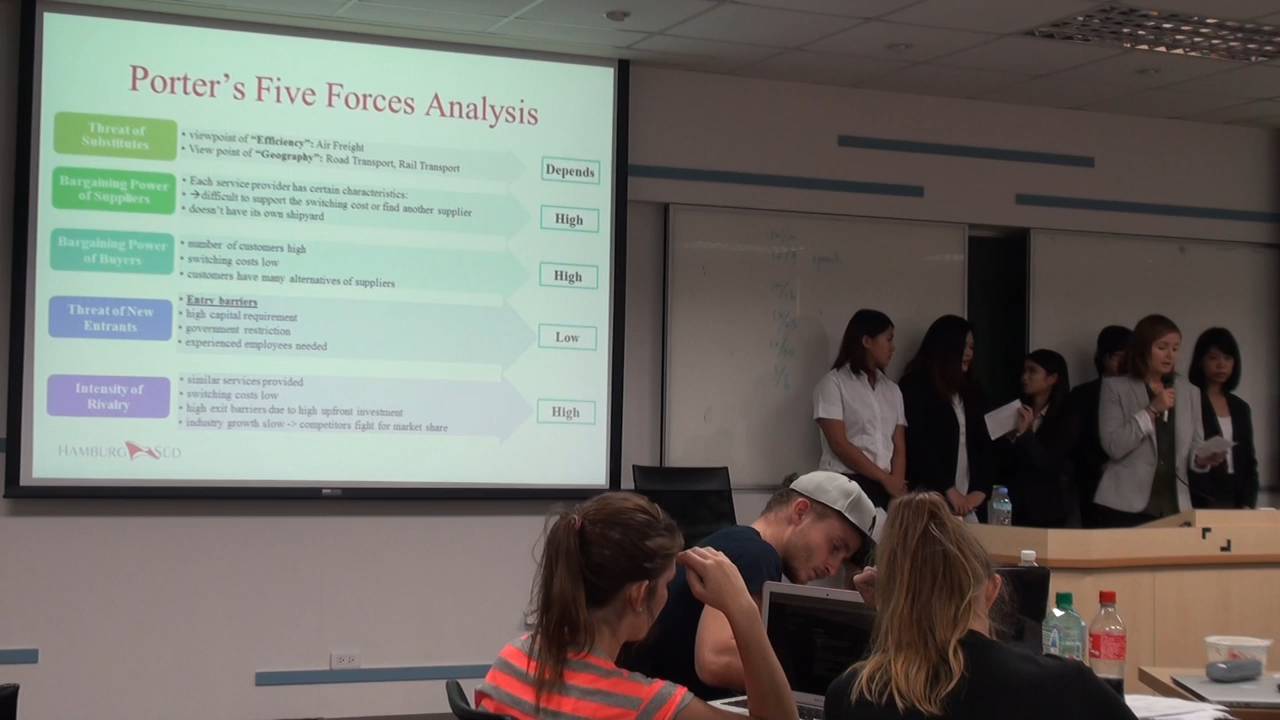 Porter's Five Forces Analysis
Threat of
Substitutes
• viewpoint of "Efficiency": Air Freight
• View point of "Geography": Road Transport, Rail Transport
Depends
Bargaining Power
of Suppliers
• Each service provider has certain characteristics:
• →difficult to support the switching cost or find another supplier
• doesn't have its own shipyard
High
Bargaining Power
of Buyers
• number of customers high
• switching costs low
• customers have many alternatives of suppliers
High
Threat of New
Entrants
• Entry barriers
• high capital requirement
• government restriction
• experienced employees needed
Low
Intensity of
Rivalry
• similar services provided
• switching costs low
• high exit barriers due to high upfront investment
• industry growth slow -> competitors fight for market share
High
HAMBURG SÜD